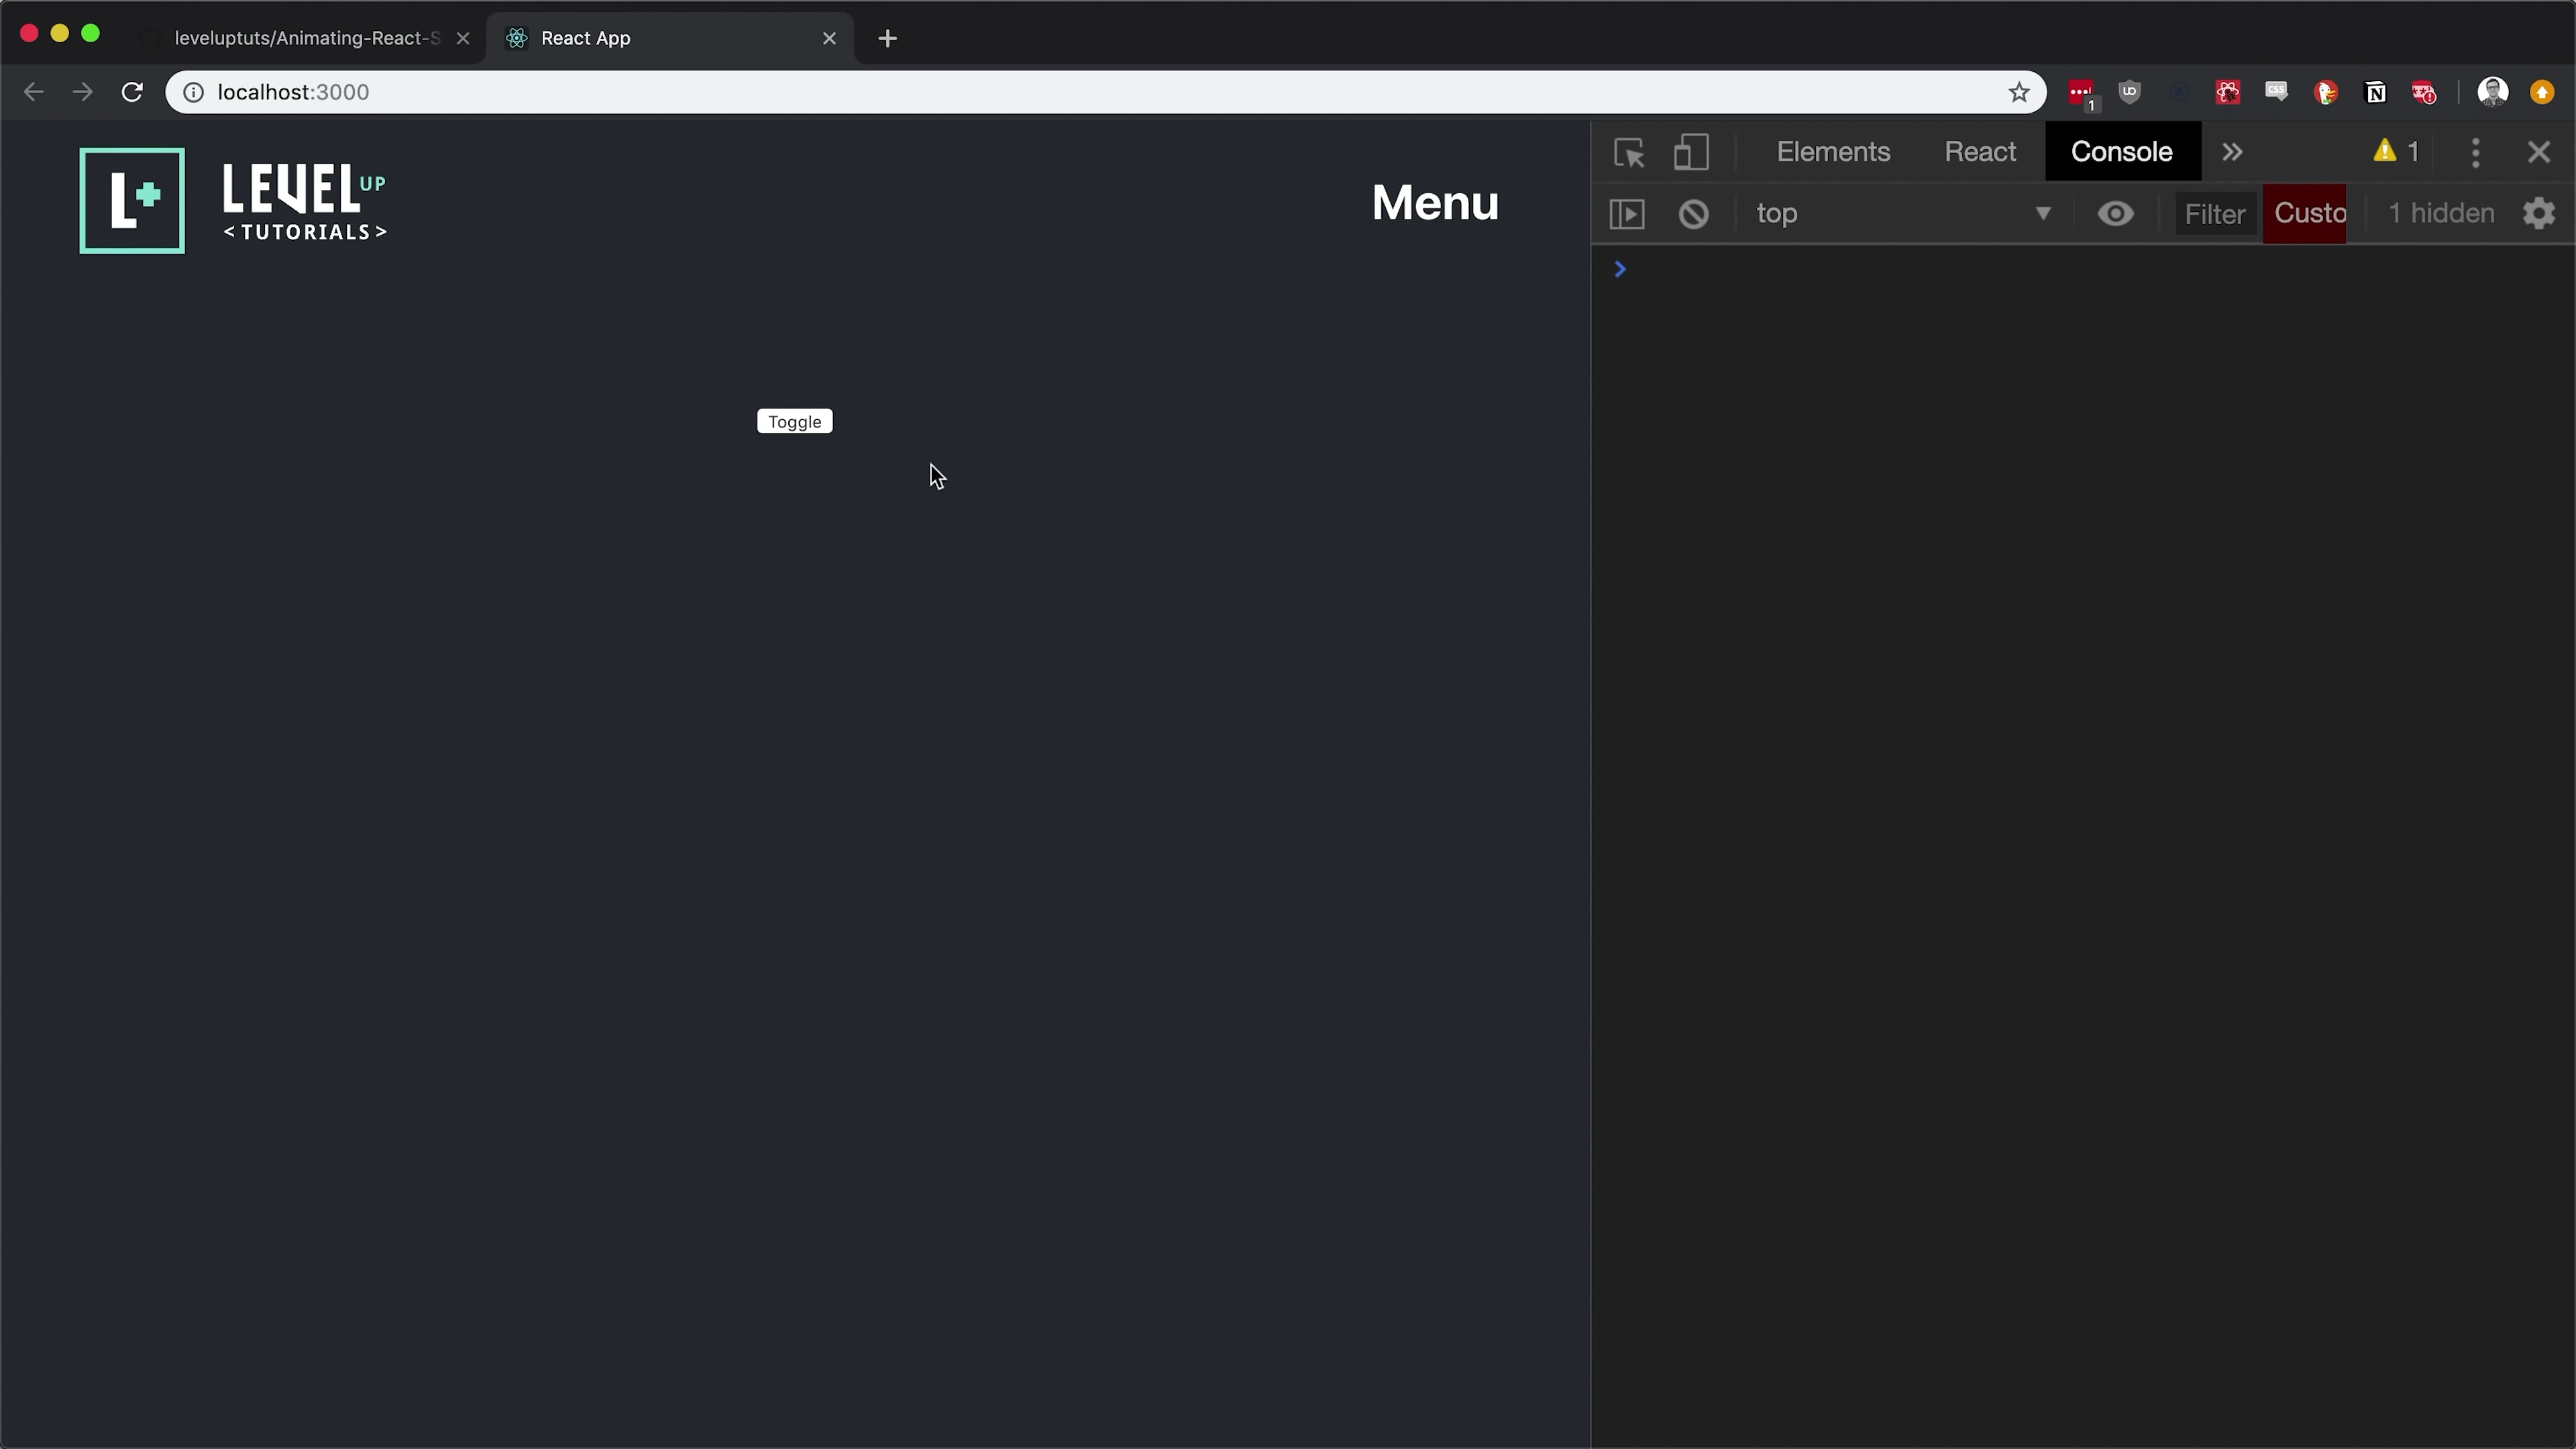 leveluptuts/Animating-React-S
React App
localhost:3000
1
Elements
React
Console
1
top
Filter
Custo
1 hidden
L
LEVEL UP
<TUTORIALS>
Menu
Toggle